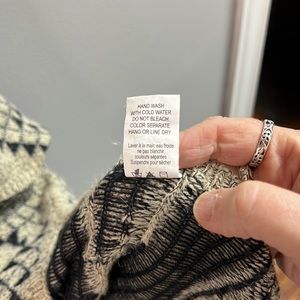 HAND WASH
WITH COLD WATER
DO NOT BLEACH
COLOR SEPARATE
HANG OR LINE DRY
Laver à la main eau froide
ne pas blanchir
couleurs séparées
Suspendre pour sécher